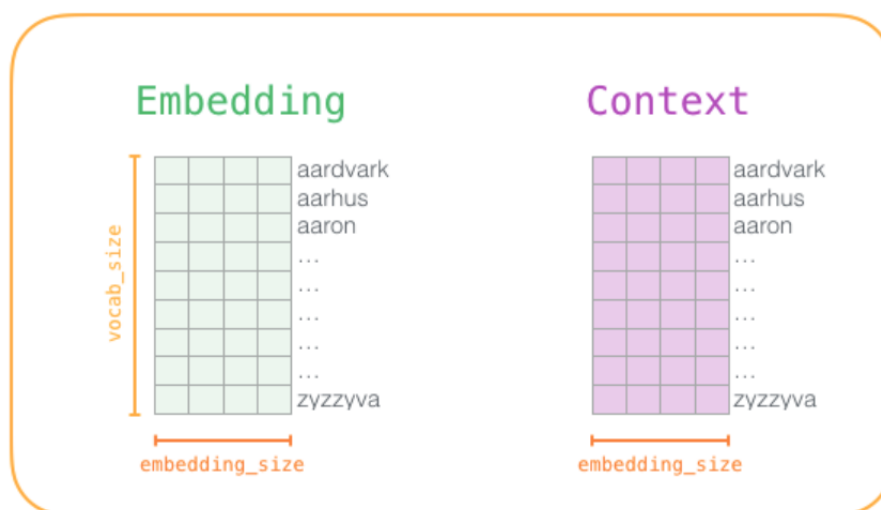 Embedding
Context
vocab_size
aardvark
aarhus
aaron
...
...
...
...
...
zyzzyva
embedding_size
aardvark
aarhus
aaron
...
...
...
...
...
zyzzyva
embedding_size